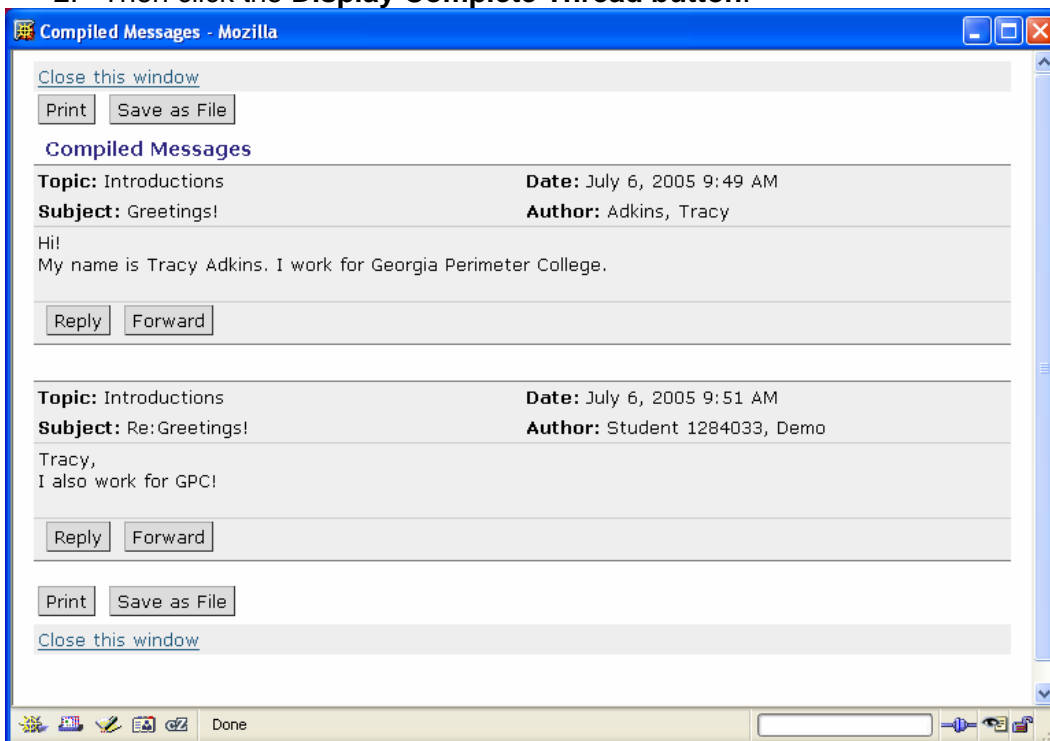 2. Then click the Display Complete Thread button.
Compiled Messages - Mozilla
Close this window
Print Save as File
Compiled Messages
Topic: Introductions Date: July 6, 2005 9:49 AM
Subject: Greetings! Author: Adkins, Tracy
Hi!
My name is Tracy Adkins. I work for Georgia Perimeter College.
Reply Forward
Topic: Introductions Date: July 6, 2005 9:51 AM
Subject: Re:Greetings! Author: Student 1284033, Demo
Tracy,
I also work for GPC!
Reply Forward
Print Save as File
Close this window
Done